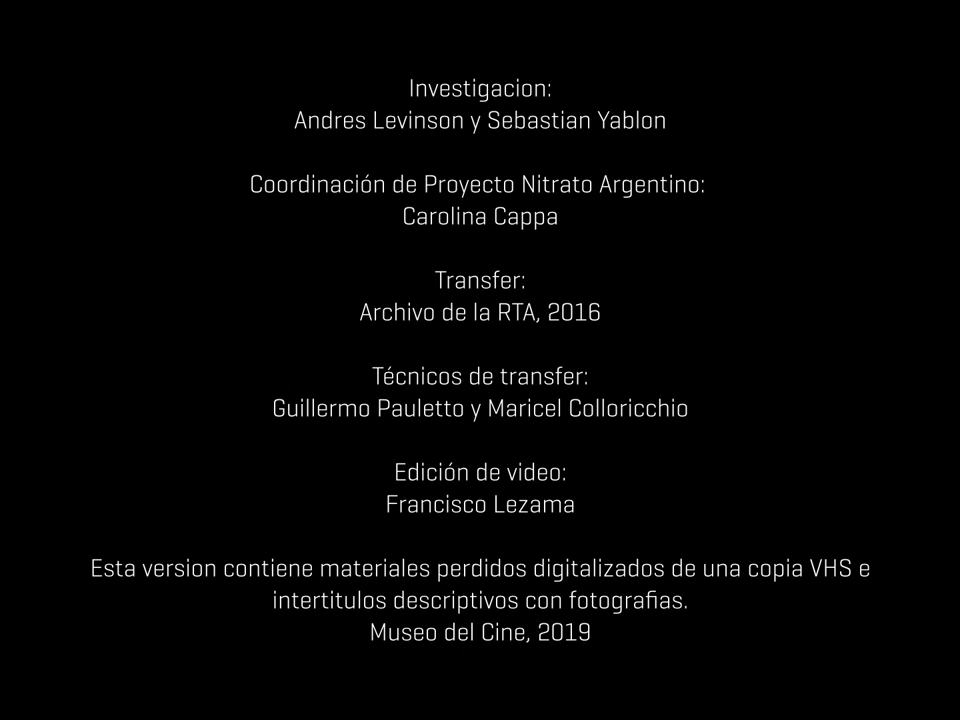 Investigacion:
Andres Levinson y Sebastian Yablon
Coordinación de Proyecto Nitrato Argentino:
Carolina Cappa
Transfer:
Archivo de la RTA, 2016
Técnicos de transfer:
Guillermo Pauletto y Maricel Colloricchio
Edición de video:
Francisco Lezama
Esta version contiene materiales perdidos digitalizados de una copia VHS e
intertitulos descriptivos con fotografias.
Museo del Cine, 2019